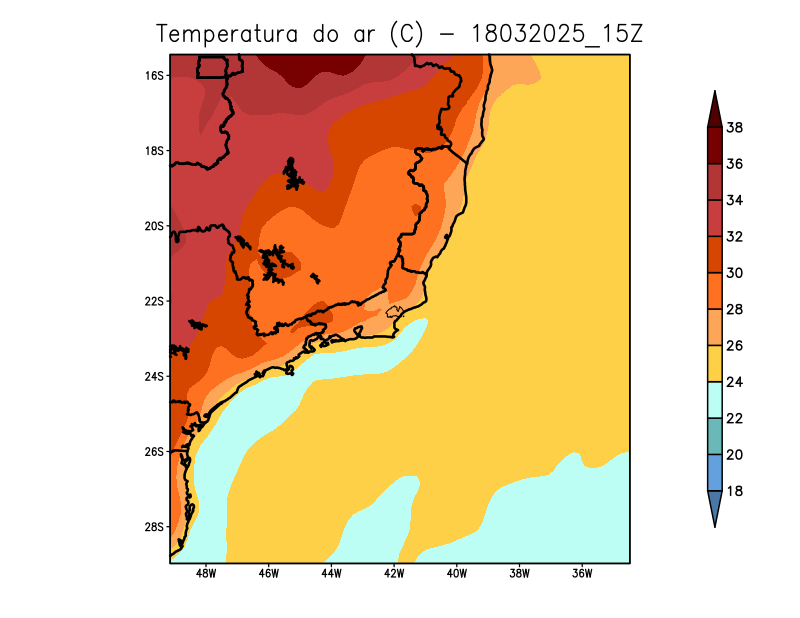 Temperatura do ar (C) – 18032025_15Z
16S
18S
20S
22S
24S
26S
28S
48W 46W 44W 42W 40W 38W 36W
38
36
34
32
30
28
26
24
22
20
18